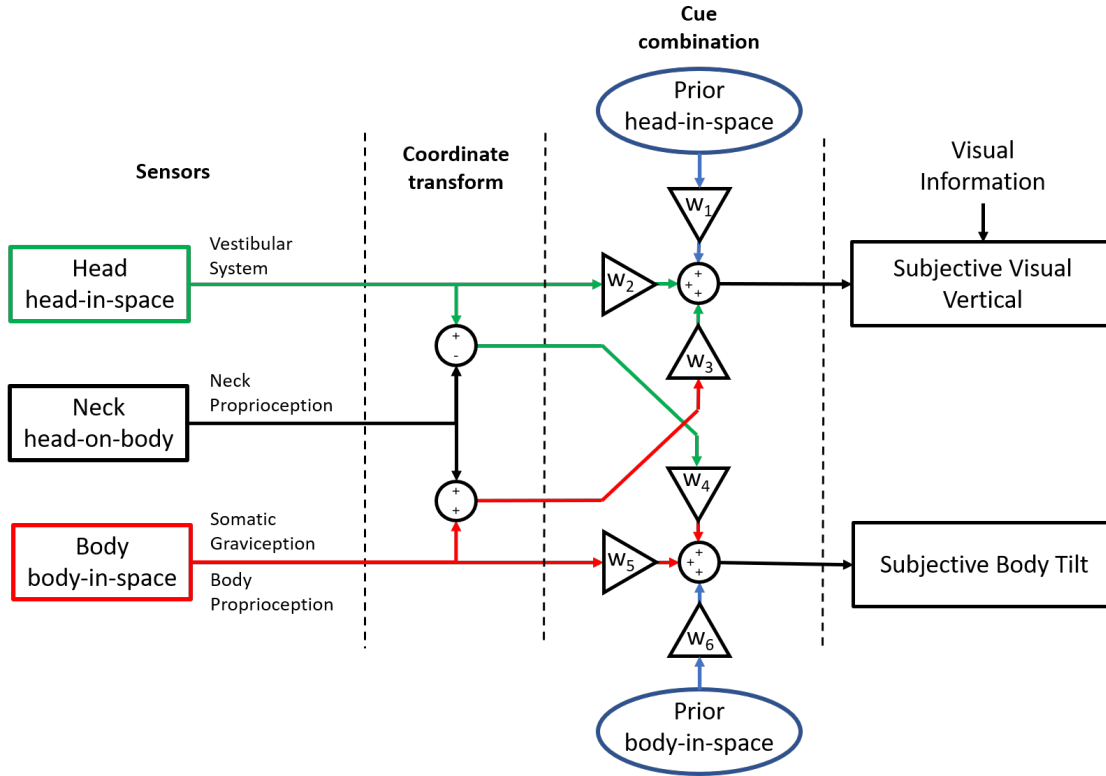 Cue
combination
Prior
head-in-space
Sensors
Coordinate
transform
Visual
Information
w1
Head
head-in-space
Vestibular
System
w2
+
+ +
Subjective Visual
Vertical
+
-
w3
Neck
head-on-body
Neck
Proprioception
w4
+
+
Body
body-in-space
Somatic
Graviception
Body
Proprioception
w5
+
+ +
Subjective Body Tilt
w6
Prior
body-in-space